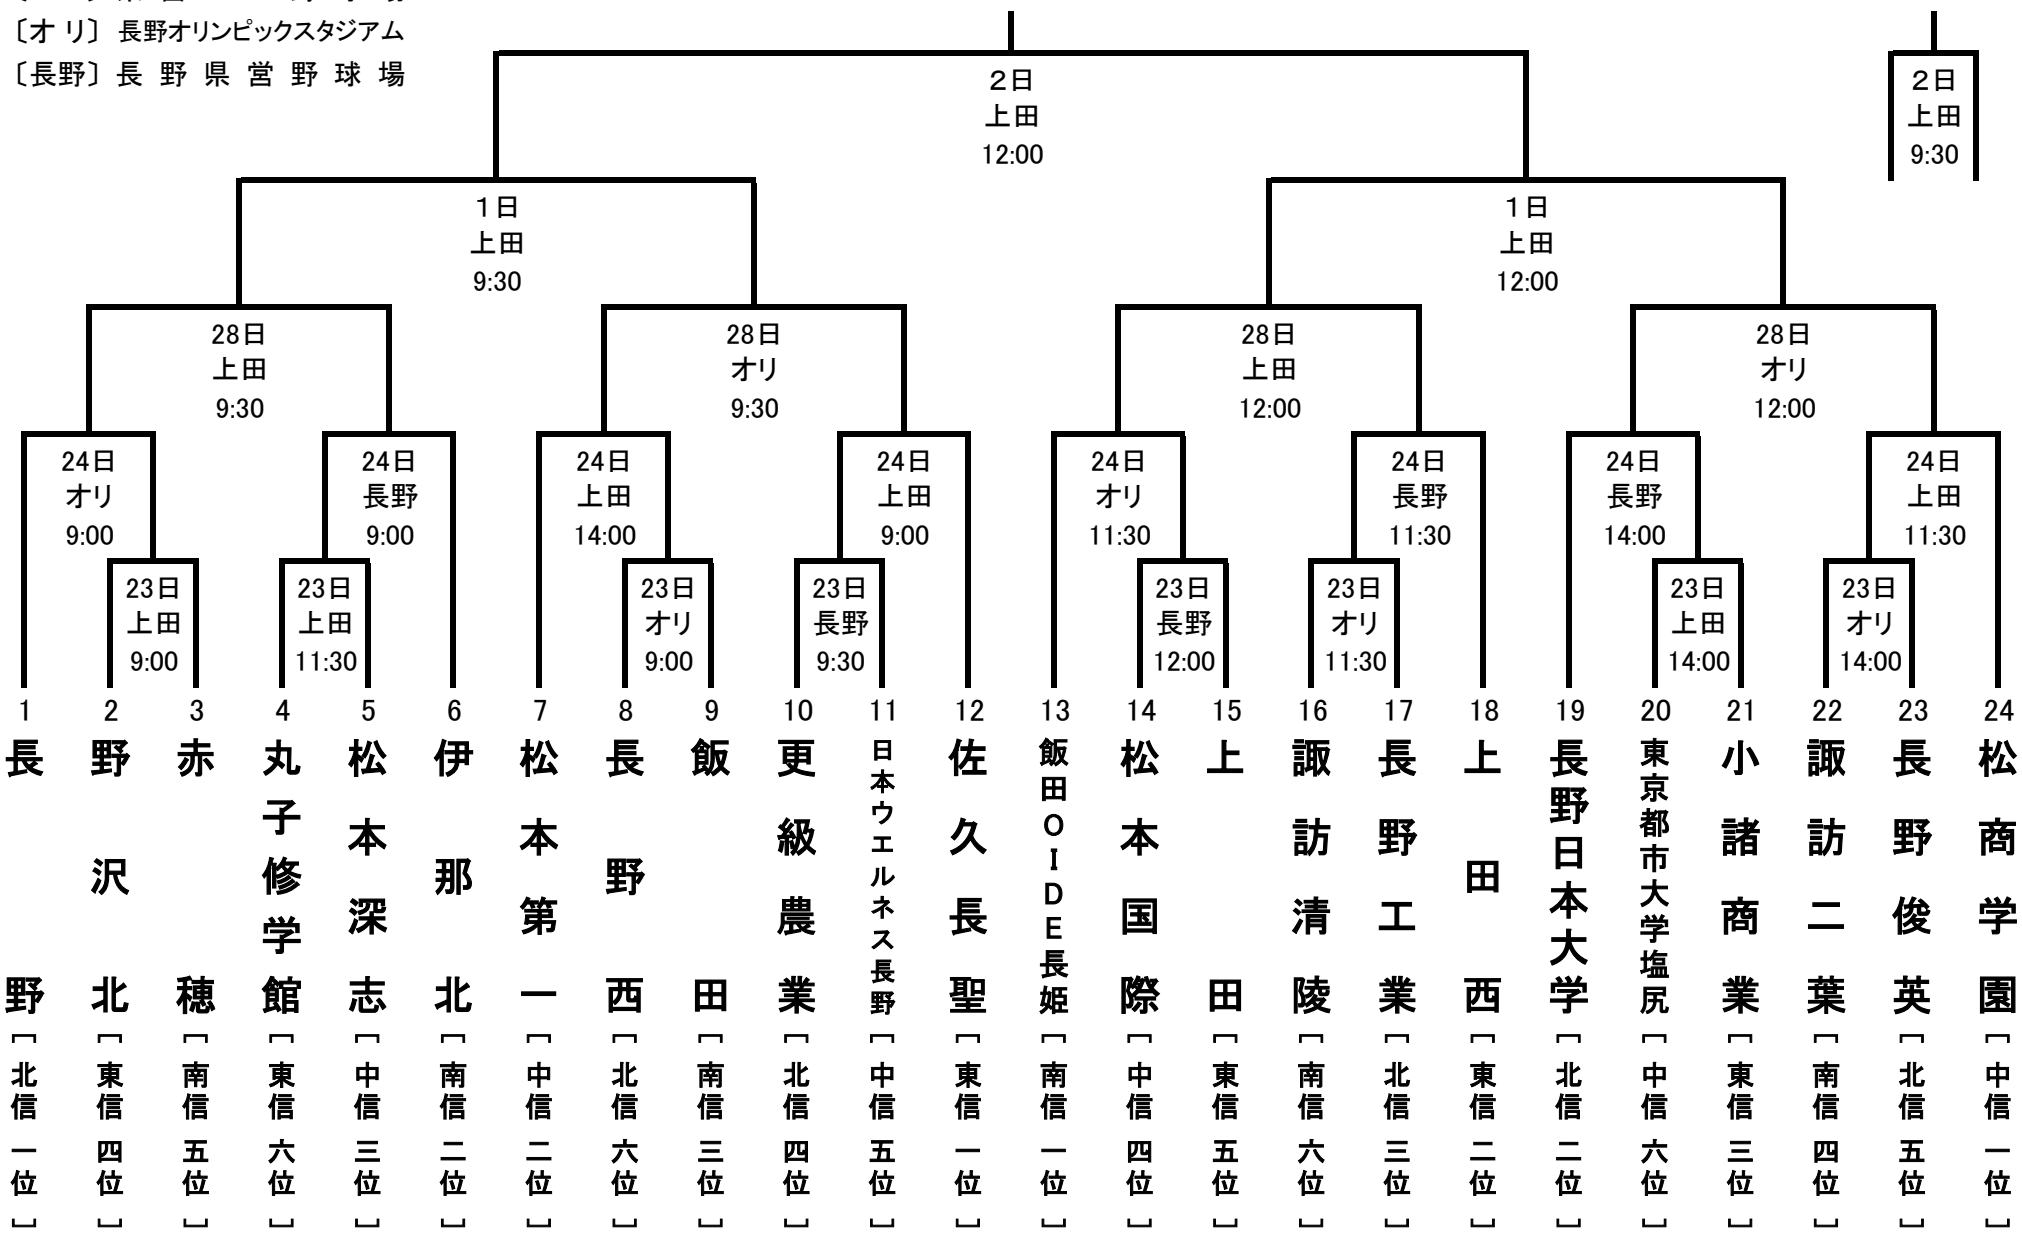 〔オリ〕 長野オリンピックスタジアム
〔長野〕 長野県営野球場
2日
上田
12:00
2日
上田
9:30
1日
上田
9:30
1日
上田
12:00
28日
上田
9:30
28日
オリ
9:30
28日
上田
12:00
28日
オリ
12:00
24日
オリ
9:00
24日
長野
9:00
24日
上田
14:00
24日
上田
9:00
24日
オリ
11:30
24日
長野
11:30
24日
長野
14:00
24日
上田
11:30
23日
上田
9:00
23日
上田
11:30
23日
オリ
9:00
23日
長野
9:30
23日
長野
12:00
23日
オリ
11:30
23日
上田
14:00
23日
オリ
14:00
1 長野 [北信一位]
2 野沢北 [東信四位]
3 赤穂 [南信五位]
4 丸子修学館 [東信六位]
5 松本深志 [中信三位]
6 伊那北 [南信二位]
7 松本第一 [中信二位]
8 長野西 [北信六位]
9 飯田 [南信三位]
10 更級農業 [北信四位]
11 日本ウエルネス長野 [中信五位]
12 佐久長聖 [東信一位]
13 飯田OIDE長姫 [南信一位]
14 松本国際 [中信四位]
15 上田 [東信五位]
16 諏訪清陵 [南信六位]
17 長野工業 [北信三位]
18 上田西 [東信二位]
19 長野日本大学 [北信二位]
20 東京都市大学塩尻 [中信六位]
21 小諸商業 [東信三位]
22 諏訪二葉 [南信四位]
23 長野俊英 [北信五位]
24 松商学園 [中信一位]